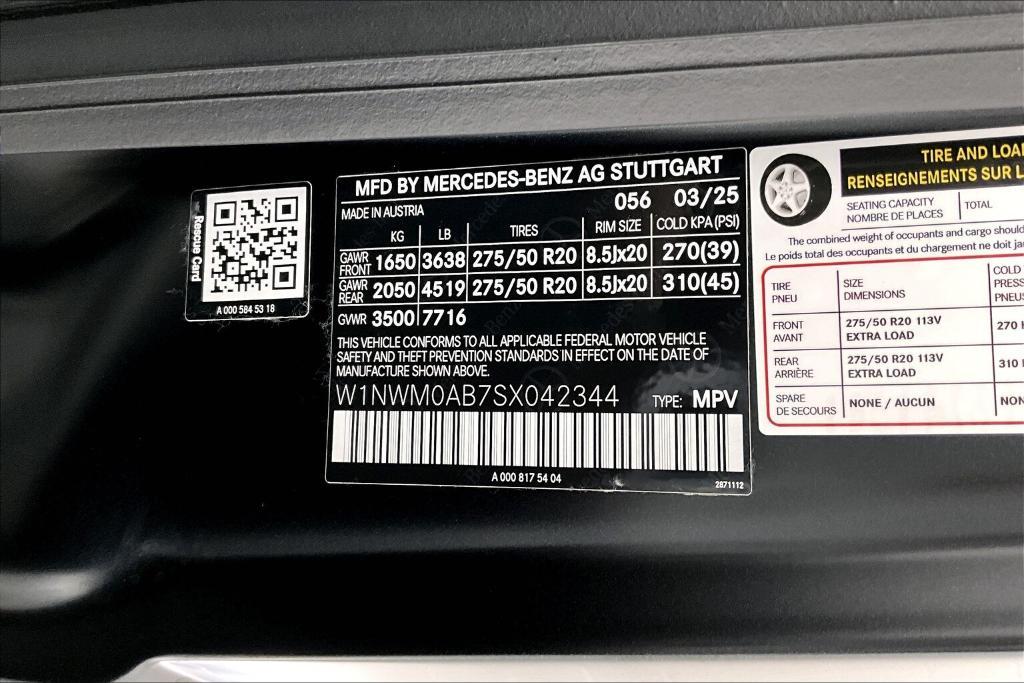 Rescue Card
A 000 584 53 18
MFD BY MERCEDES-BENZ AG STUTTGART
056 03/25
MADE IN AUSTRIA
KG LB TIRES RIM SIZE COLD KPA(PSI)
GAWR FRONT 1650 3638 275/50 R20 8.5Jx20 270(39)
GAWR REAR 2050 4519 275/50 R20 8.5Jx20 310(45)
GVWR 3500 7716
THIS VEHICLE CONFORMS TO ALL APPLICABLE FEDERAL MOTOR VEHICLE
SAFETY AND THEFT PREVENTION STANDARDS IN EFFECT ON THE DATE OF
MANUFACTURE SHOWN ABOVE.
W1NWM0AB7SX042344 TYPE: MPV
A 000 817 54 04
2871112
TIRE AND LOA
RENSEIGNEMENTS SUR L
SEATING CAPACITY
NOMBRE DE PLACES
TOTAL
The combined weight of occupants and cargo should
Le poids total des occupants et du chargement ne doit ja
TIRE
PNEU
SIZE
DIMENSIONS
COLD
PRESS
PNEUS
FRONT
AVANT
275/50 R20 113V
EXTRA LOAD
270
REAR
ARRIÈRE
275/50 R20 113V
EXTRA LOAD
310
SPARE
DE SECOURS
NONE / AUCUN
NON